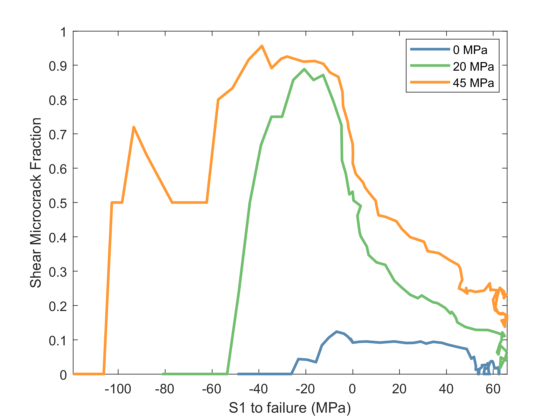 1
0.9
0.8
0.7
0.6
0.5
0.4
0.3
0.2
0.1
0
Shear Microcrack Fraction
0 MPa
20 MPa
45 MPa
-100 -80 -60 -40 -20 0 20 40 60
S1 to failure (MPa)